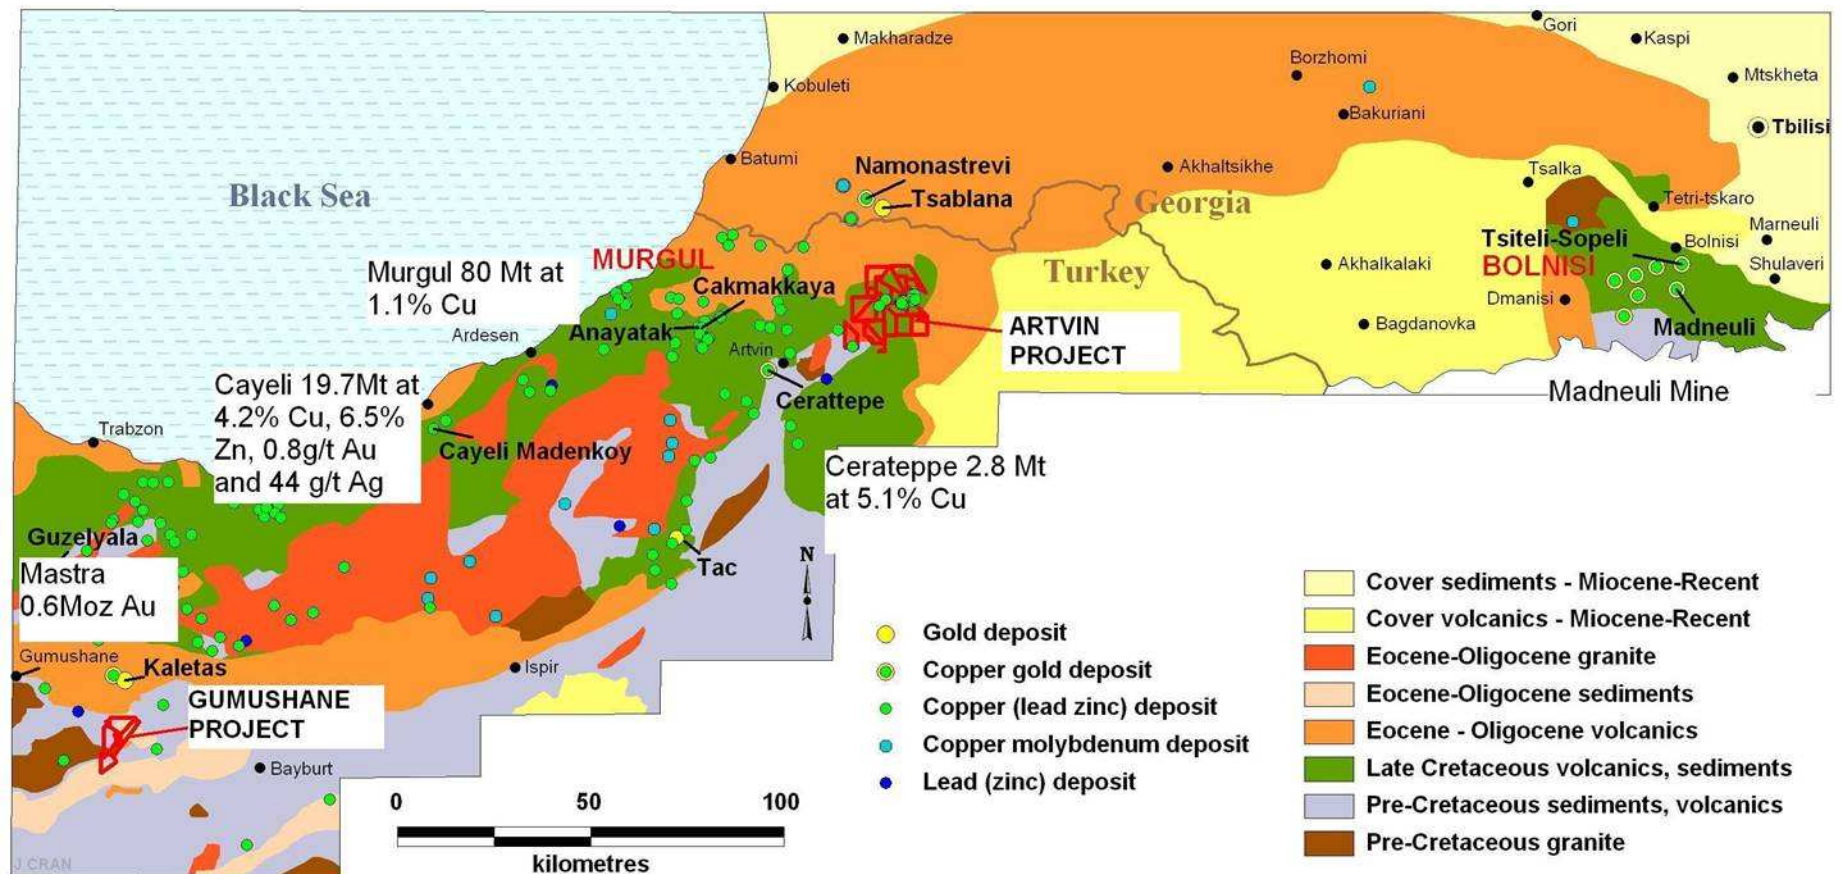 Gori
Makharadze
Kaspi
Borzhomi
Mtskheta
Kobuleti
Bakuriani
Tbilisi
Batumi
Namonastrevi
Akhaltsikhe
Tsalka
Black Sea
Tsablana
Georgia
Tetri-tskaro
Marneuli
Tsiteli-Sopeli
Bolnisi
MURGUL
BOLNISI
Turkey
Akhalkalaki
Shulaveri
Murgul 80 Mt at
1.1% Cu
Cakmakkaya
Dmanisi
Ardesen
Anayatak
ARTVIN
PROJECT
Bagdanovka
Madneuli
Artvin
Cayeli 19.7Mt at
4.2% Cu, 6.5%
Zn, 0.8g/t Au
and 44 g/t Ag
Cerattepe
Madneuli Mine
Trabzon
Cayeli Madenkoy
Cerateppe 2.8 Mt
at 5.1% Cu
Guzelyala
Mastra
0.6Moz Au
Tac
N
Gumushane
Kaletas
Ispir
GUMUSHANE
PROJECT
Bayburt
0 50 100
kilometres
J CRAN
Gold deposit
Copper gold deposit
Copper (lead zinc) deposit
Copper molybdenum deposit
Lead (zinc) deposit
Cover sediments - Miocene-Recent
Cover volcanics - Miocene-Recent
Eocene-Oligocene granite
Eocene-Oligocene sediments
Eocene - Oligocene volcanics
Late Cretaceous volcanics, sediments
Pre-Cretaceous sediments, volcanics
Pre-Cretaceous granite